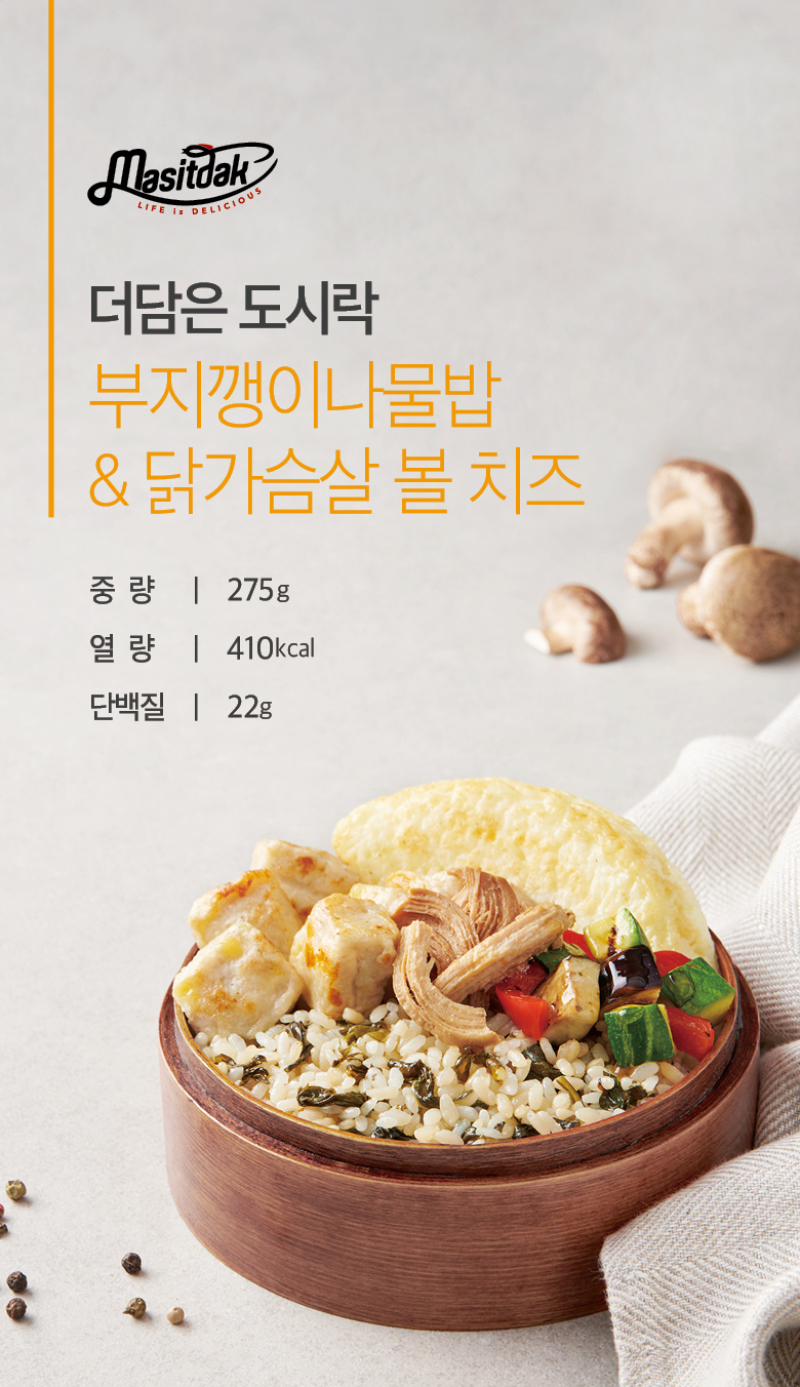 Masitdak
LIFE is DELICIOUS
더담은 도시락
부지깽이나물밥
& 닭가슴살 볼 치즈
중 량 | 275g
열 량 | 410kcal
단백질 | 22g